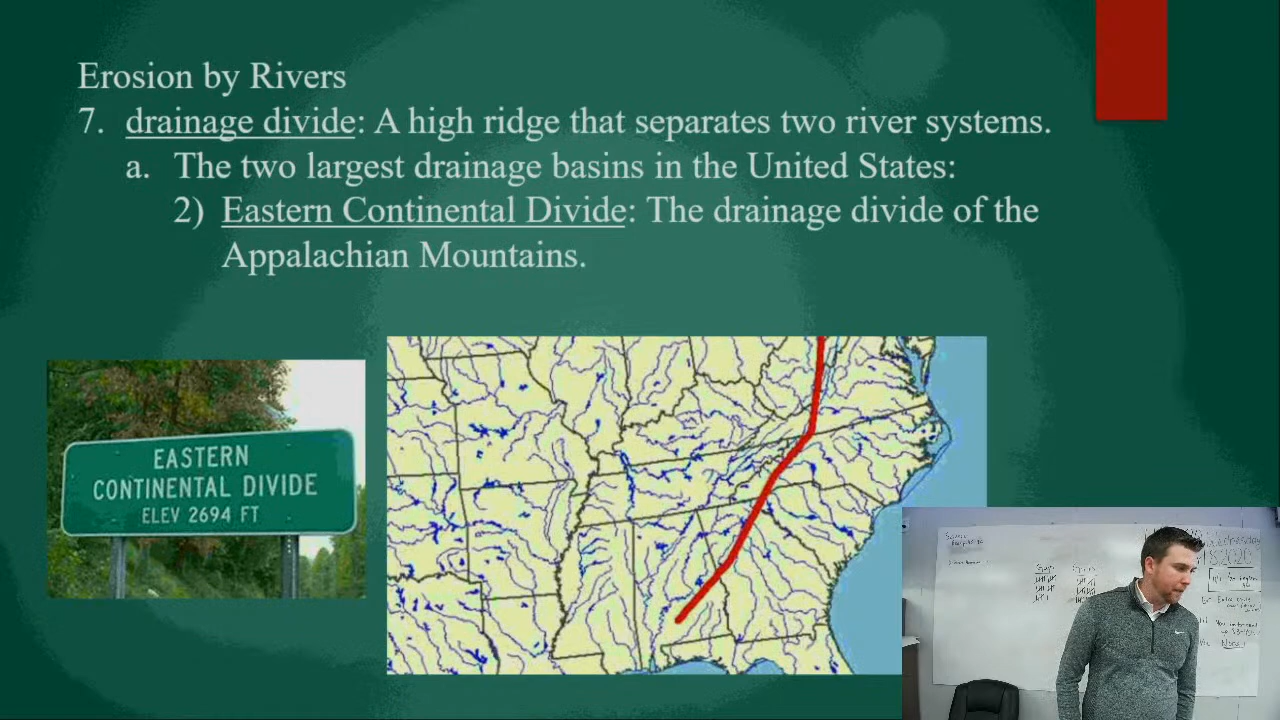 Erosion by Rivers
7. drainage divide: A high ridge that separates two river systems.
a. The two largest drainage basins in the United States:
2) Eastern Continental Divide: The drainage divide of the
Appalachian Mountains.
EASTERN
CONTINENTAL DIVIDE
ELEV 2694 FT